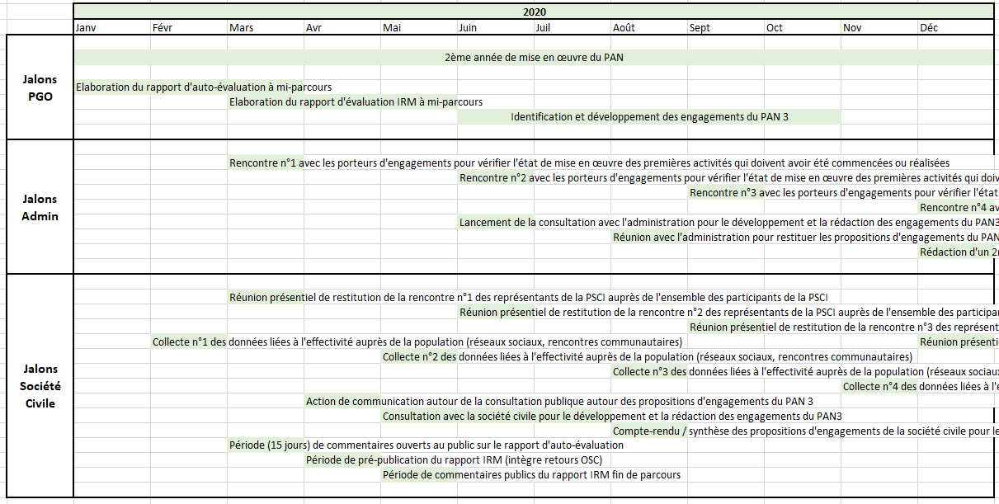 2020
Janv Févr Mars Avr Mai Juin Juil Août Sept Oct Nov Déc
Jalons
PGO
2ème année de mise en œuvre du PAN
Elaboration du rapport d'auto-évaluation à mi-parcours
Elaboration du rapport d'évaluation IRM à mi-parcours
Identification et développement des engagements du PAN 3
Jalons
Admin
Rencontre n°1 avec les porteurs d'engagements pour vérifier l'état de mise en œuvre des premières activités qui doivent avoir été commencées ou réalisées
Rencontre n°2 avec les porteurs d'engagements pour vérifier l'état de mise en œuvre des premières activités qui doiv
Rencontre n°3 avec les porteurs d'engagements pour vérifier l'état
Rencontre n°4 av
Lancement de la consultation avec l'administration pour le développement et la rédaction des engagements du PAN3
Réunion avec l'administration pour restituer les propositions d'engagements du PAN
Rédaction d'un 2
Jalons
Société
Civile
Réunion présentiel de restitution de la rencontre n°1 des représentants de la PSCI auprès de l'ensemble des participants de la PSCI
Réunion présentiel de restitution de la rencontre n°2 des représentants de la PSCI auprès de l'ensemble des participan
Réunion présentiel de restitution de la rencontre n°3 des représent
Collecte n°1 des données liées à l'effectivité auprès de la population (réseaux sociaux, rencontres communautaires) Réunion présenti
Collecte n°2 des données liées à l'effectivité auprès de la population (réseaux sociaux, rencontres communautaires)
Collecte n°3 des données liées à l'effectivité auprès de la population (réseaux sociau
Collecte n°4 des données liées à l'e
Action de communication autour de la consultation publique autour des propositions d'engagements du PAN 3
Consultation avec la société civile pour le développement et la rédaction des engagements du PAN3
Compte-rendu / synthèse des propositions d'engagements de la société civile pour le
Période (15 jours) de commentaires ouverts au public sur le rapport d'auto-évaluation
Période de pré-publication du rapport IRM (intègre retours OSC)
Période de commentaires publics du rapport IRM fin de parcours